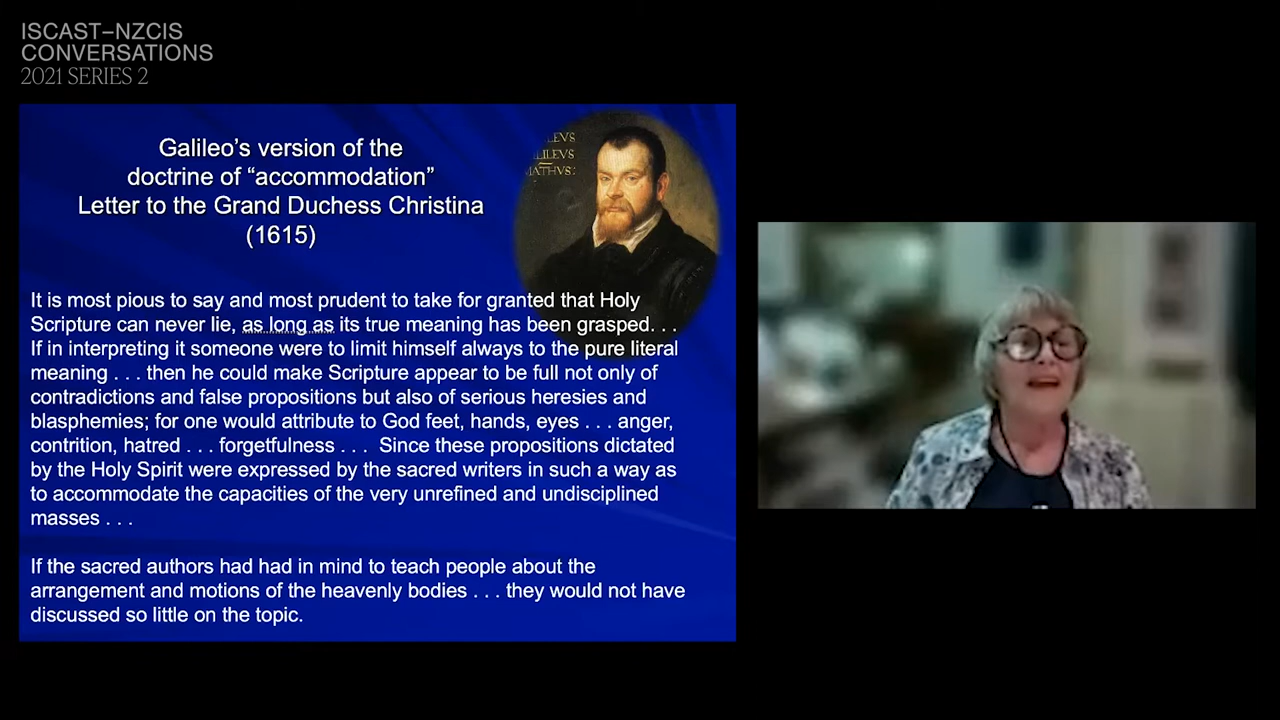 ISCAST–NZCIS
CONVERSATIONS
2021 SERIES 2
Galileo's version of the
doctrine of “accommodation”
Letter to the Grand Duchess Christina
(1615)
It is most pious to say and most prudent to take for granted that Holy
Scripture can never lie, as long as its true meaning has been grasped. . .
If in interpreting it someone were to limit himself always to the pure literal
meaning . . . then he could make Scripture appear to be full not only of
contradictions and false propositions but also of serious heresies and
blasphemies; for one would attribute to God feet, hands, eyes . . . anger,
contrition, hatred . . . forgetfulness . . . Since these propositions dictated
by the Holy Spirit were expressed by the sacred writers in such a way as
to accommodate the capacities of the very unrefined and undisciplined
masses . . .
If the sacred authors had had in mind to teach people about the
arrangement and motions of the heavenly bodies . . . they would not have
discussed so little on the topic.